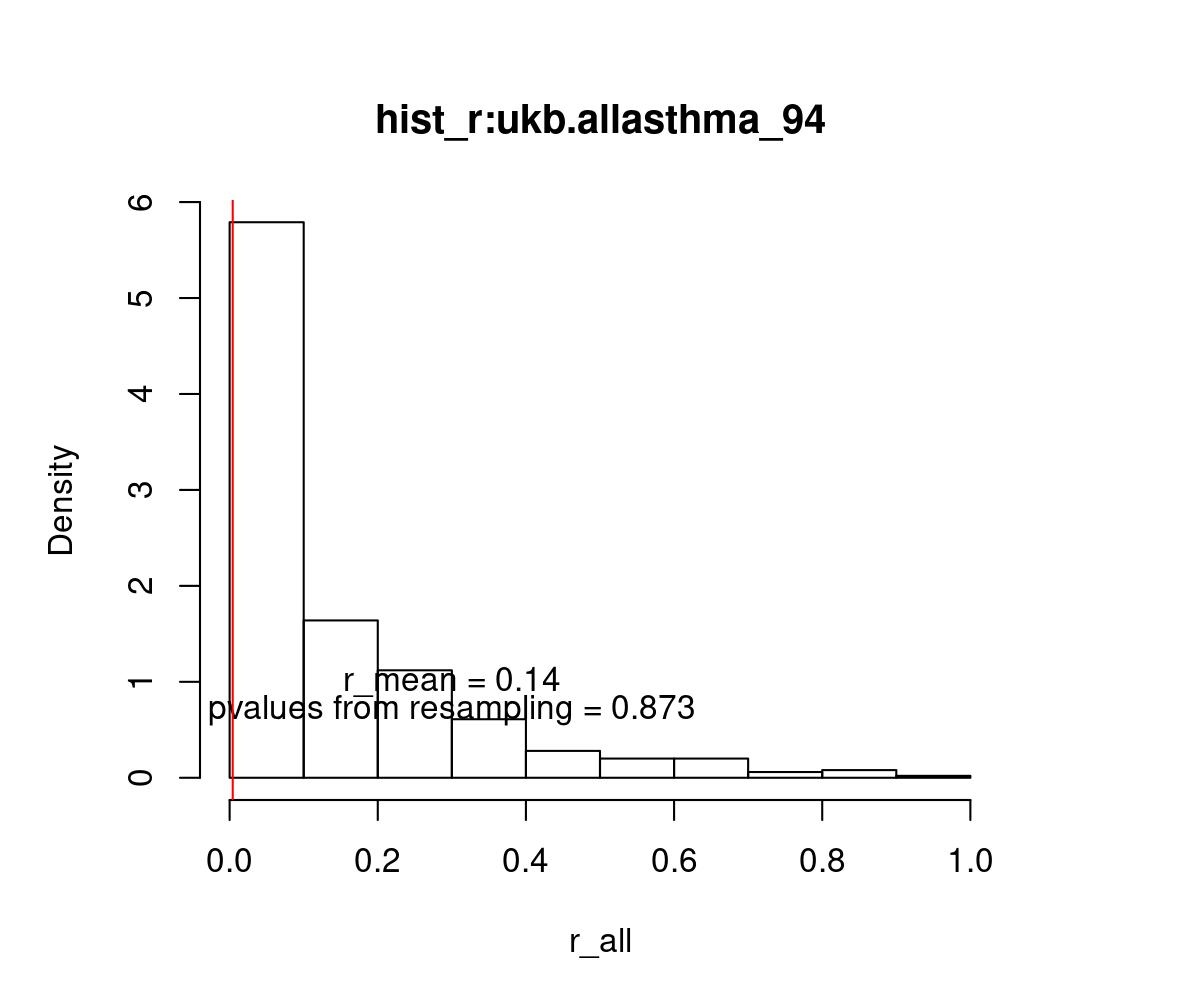 hist_r:ukb.allasthma_94
6
5
4
3
2
1
0
Density
r_mean = 0.14
pvalues from resampling = 0.873
0.0 0.2 0.4 0.6 0.8 1.0
r_all